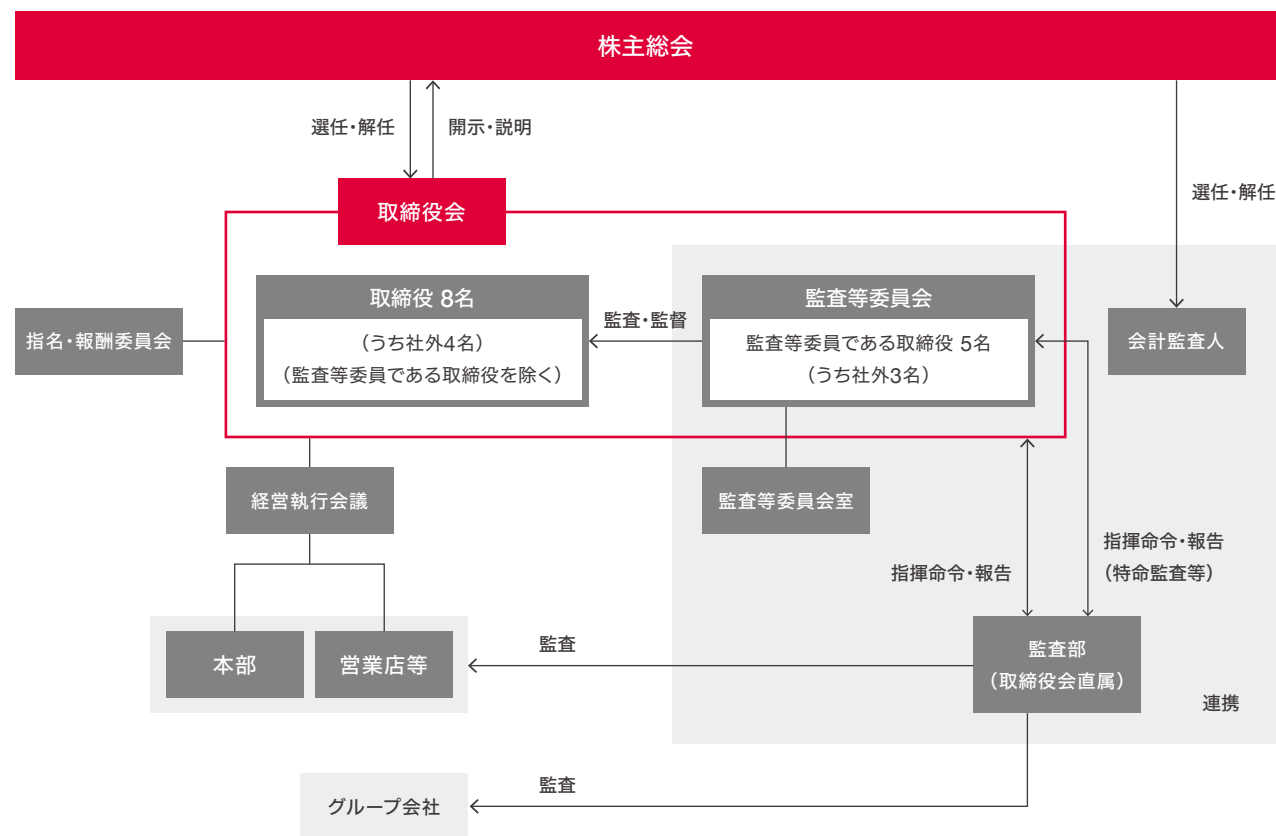 株主総会
選任・解任
開示・説明
選任・解任
取締役会
取締役 8名
(うち社外4名)
(監査等委員である取締役を除く)
監査・監督
監査等委員会
監査等委員である取締役 5名
(うち社外3名)
指名・報酬委員会
会計監査人
経営執行会議
監査等委員会室
指揮命令・報告
指揮命令・報告
(特命監査等)
本部
営業店等
監査
監査部
(取締役会直属)
連携
グループ会社
監査